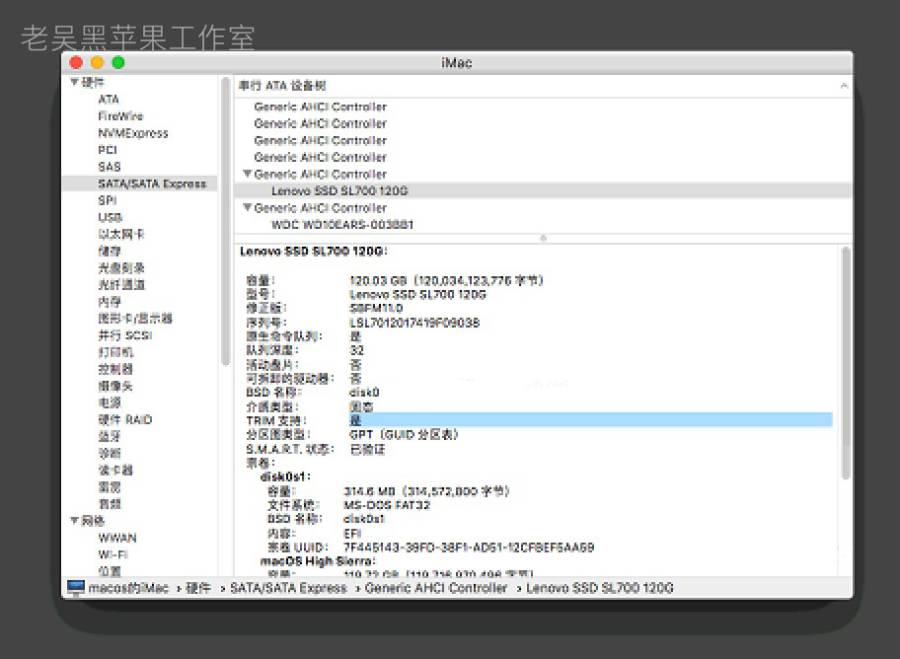 老吴黑苹果工作室
iMac
硬件
ATA
FireWire
NVMExpress
PCI
SAS
SATA/SATA Express
SPI
USB
以太网卡
储存
光盘刻录
光纤通道
内存
图形卡/显示器
并行 SCSI
打印机
控制器
摄像头
电源
硬件 RAID
蓝牙
诊断
读卡器
雷雳
音频
网络
WWAN
Wi-Fi
位置
串行 ATA 设备树
Generic AHCI Controller
Generic AHCI Controller
Generic AHCI Controller
Generic AHCI Controller
Generic AHCI Controller
Lenovo SSD SL700 120G
Generic AHCI Controller
WDC WD10EARS-003BB1
Lenovo SSD SL700 120G:
容量: 120.03 GB (120,034,123,776 字节)
型号: Lenovo SSD SL700 120G
修正版: SBFM11.0
序列号: LSL7012017419F09038
原生命令队列: 是
队列深度: 32
活动盘片: 否
可拆卸的驱动器: 否
BSD 名称: disk0
介质类型: 固态
TRIM 支持: 是
分区图类型: GPT (GUID 分区表)
S.M.A.R.T. 状态: 已验证
宗卷:
disk0s1:
容量: 314.6 MB (314,572,800 字节)
文件系统: MS-DOS FAT32
BSD 名称: disk0s1
内容: EFI
宗卷 UUID: 7F445143-39FD-38F1-AD51-12CFBEF5AA59
macOS High Sierra:
容量: 119.72 GB (119,716,970,496 字节)
macos的iMac › 硬件 › SATA/SATA Express › Generic AHCI Controller › Lenovo SSD SL700 120G